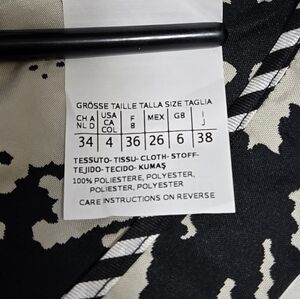 GRÖSSE TAILLE TALLA SIZE TAGLIA
CH A USA F MEX GB I
NL D CA B J
COL
34 4 36 26 6 38
TESSUTO- TISSU- CLOTH- STOFF-
TEJIDO- TECIDO- KUMAŞ
100% POLIESTERE, POLYESTER,
POLIESTER, POLYESTER
CARE INSTRUCTIONS ON REVERSE